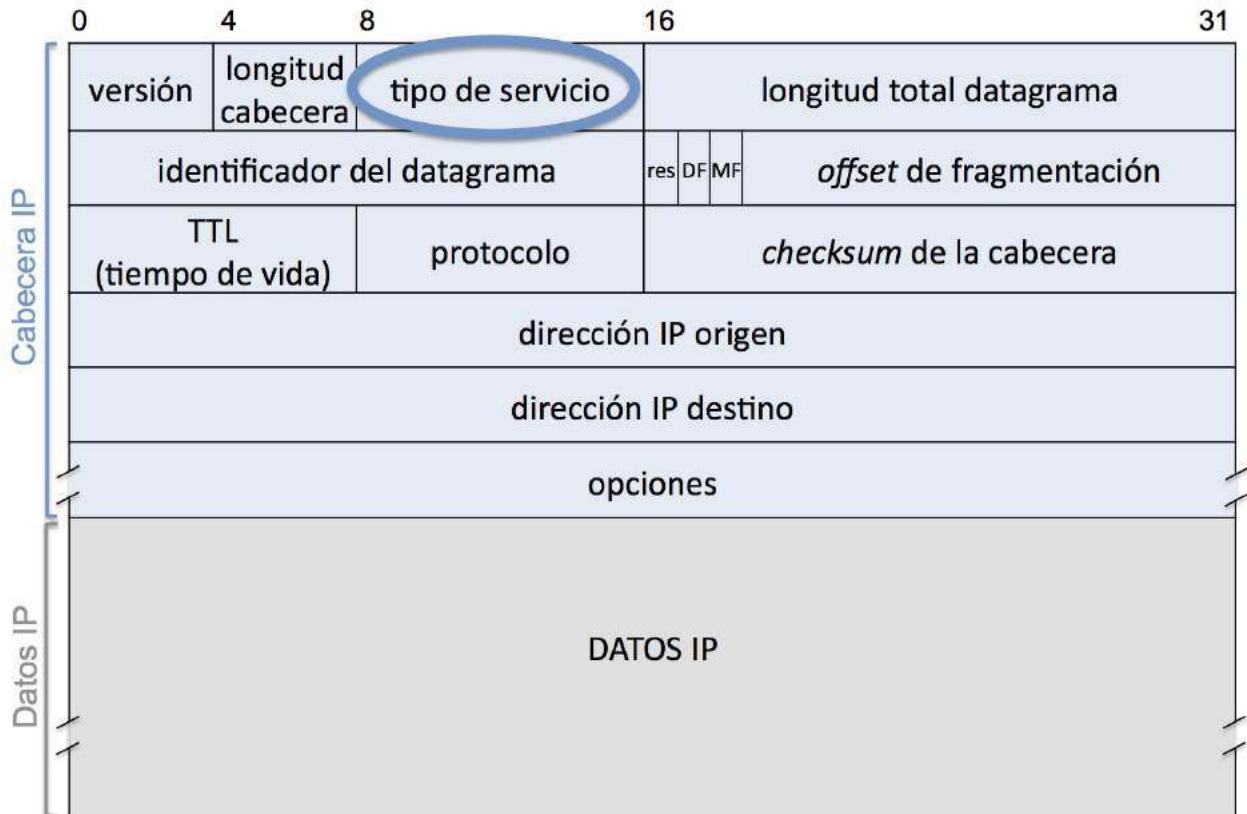 0 4 8 16 31
versión
longitud
cabecera
tipo de servicio
longitud total datagrama
identificador del datagrama
res
DF
MF
offset de fragmentación
TTL
(tiempo de vida)
protocolo
checksum de la cabecera
dirección IP origen
dirección IP destino
opciones
Cabecera IP
DATOS IP
Datos IP